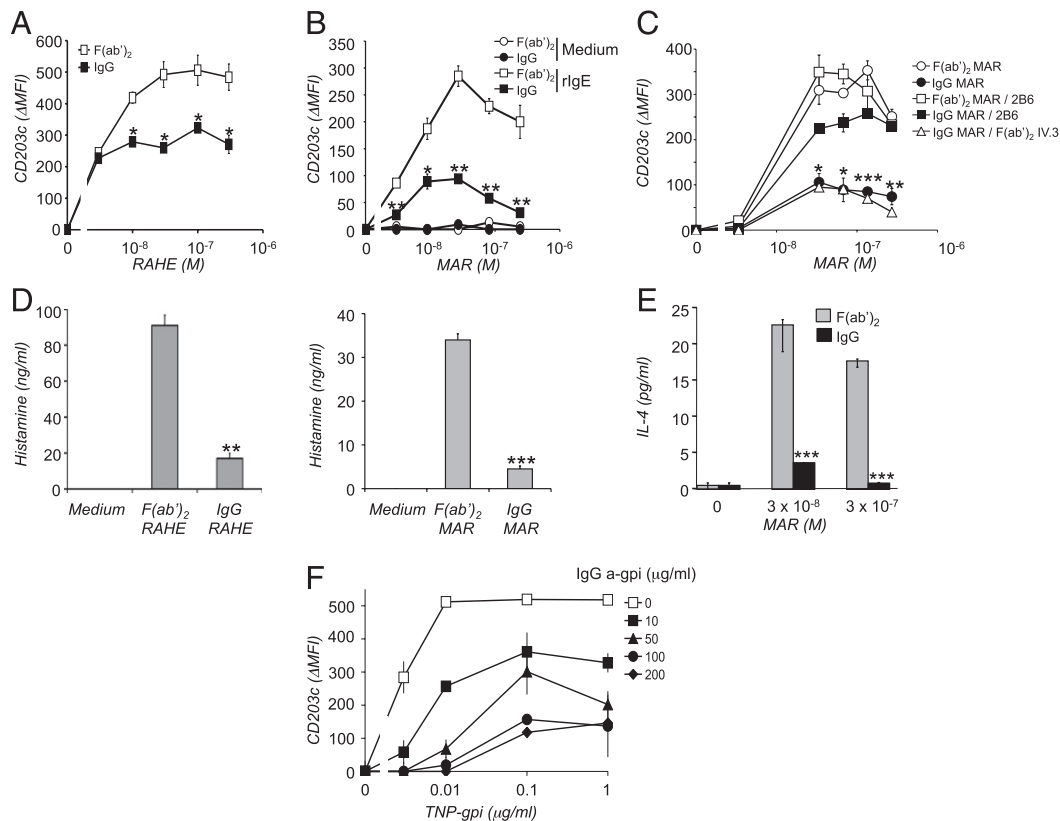 A
600
500
400
300
200
100
0
CD203c (ΔMFI)
F(ab’)2
IgG
*
*
*
*
0
10-8
10-7
10-6
RAHE (M)
B
350
300
250
200
150
100
50
0
CD203c (ΔMFI)
F(ab’)2
IgG
Medium
F(ab’)2
IgG
rIgE
**
*
**
**
**
0
10-8
10-7
10-6
MAR (M)
C
400
300
200
100
0
CD203c (ΔMFI)
F(ab’)2 MAR
IgG MAR
F(ab’)2 MAR / 2B6
IgG MAR / 2B6
IgG MAR / F(ab’)2 IV.3
*
*
***
**
0
10-8
10-7
10-6
MAR (M)
D
100
80
60
40
20
0
Histamine (ng/ml)
**
Medium
F(ab’)2
RAHE
IgG
RAHE
40
30
20
10
0
Histamine (ng/ml)
***
Medium
F(ab’)2
MAR
IgG
MAR
E
25
20
15
10
5
0
IL-4 (pg/ml)
F(ab’)2
IgG
***
***
0
3 x 10-8
3 x 10-7
MAR (M)
F
500
400
300
200
100
0
CD203c (ΔMFI)
IgG a-gpi (µg/ml)
0
10
50
100
200
0
0.01
0.1
1
TNP-gpi (µg/ml)